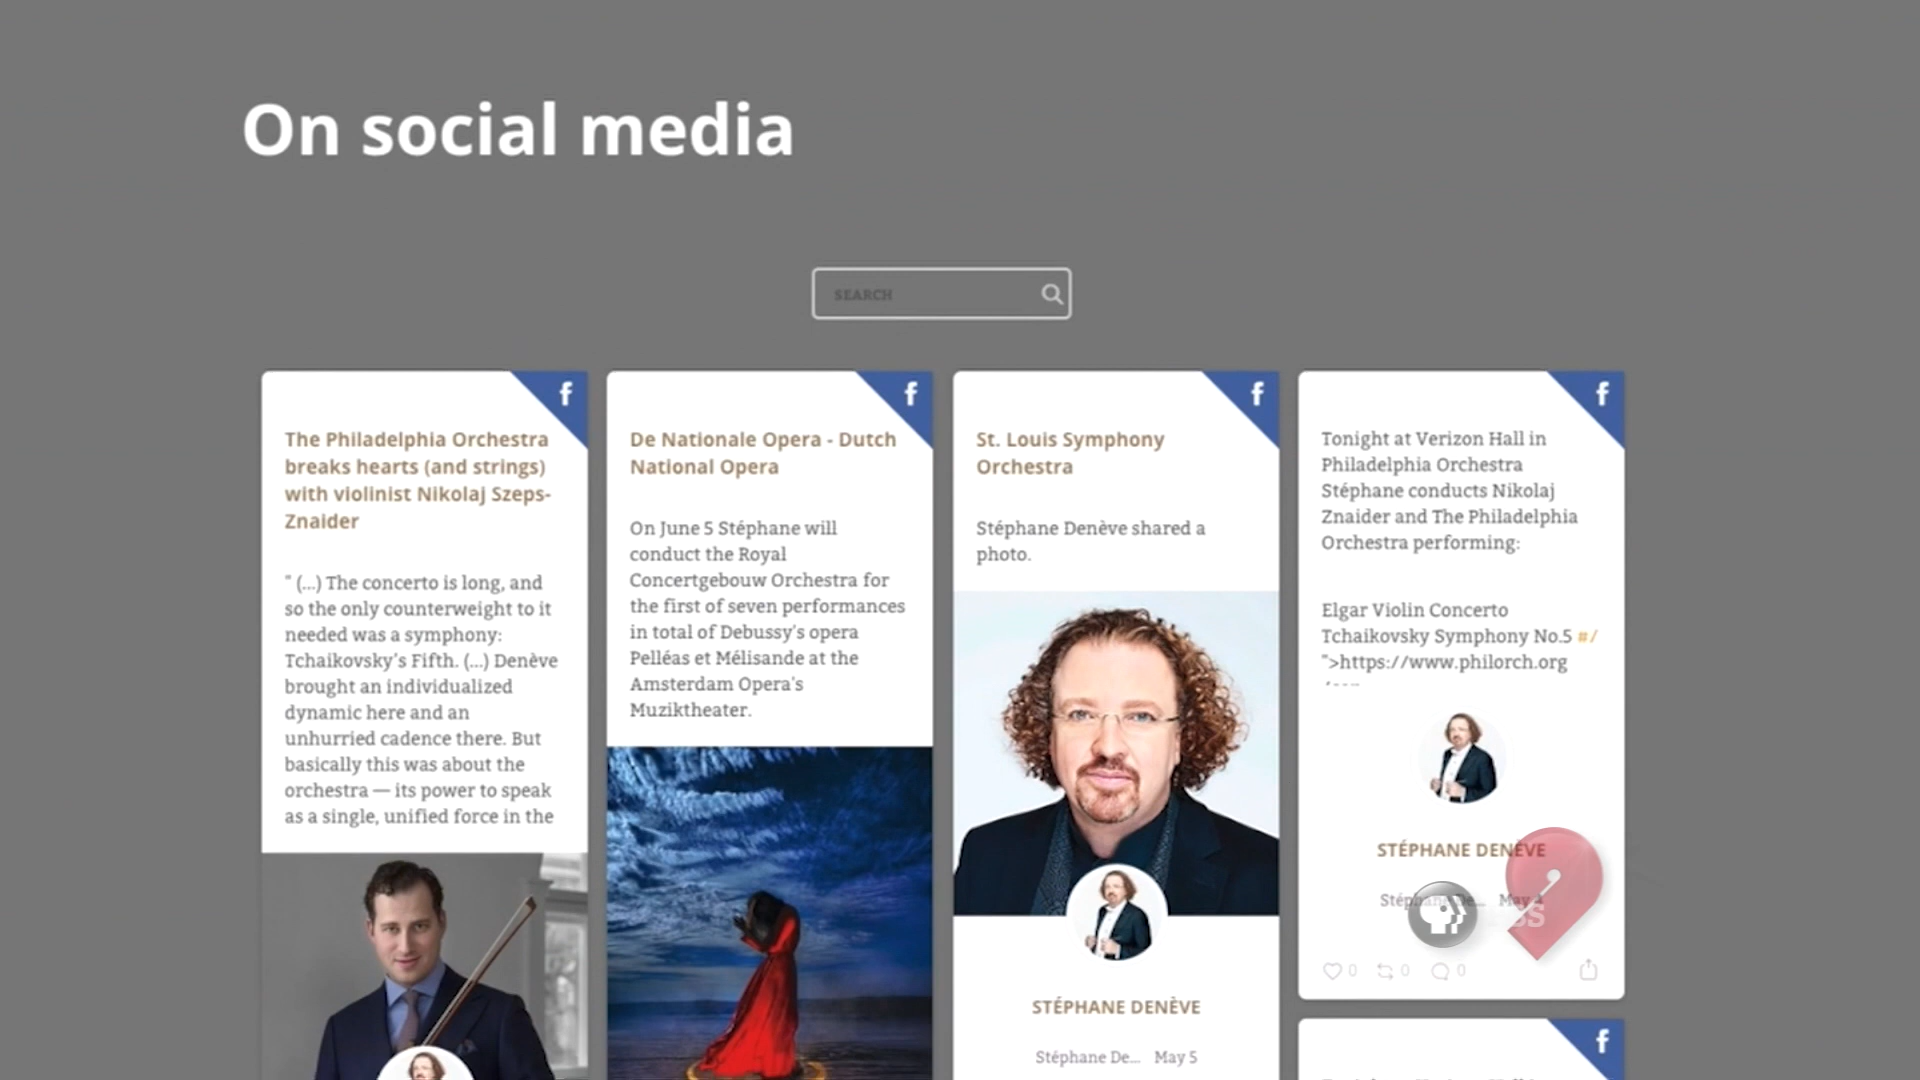 On social media
SEARCH
The Philadelphia Orchestra
breaks hearts (and strings)
with violinist Nikolaj Szeps-
Znaider
" (...) The concerto is long, and
so the only counterweight to it
needed was a symphony:
Tchaikovsky's Fifth. (...) Denève
brought an individualized
dynamic here and an
unhurried cadence there. But
basically this was about the
orchestra — its power to speak
as a single, unified force in the
De Nationale Opera - Dutch
National Opera
On June 5 Stéphane will
conduct the Royal
Concertgebouw Orchestra for
the first of seven performances
in total of Debussy's opera
Pelléas et Mélisande at the
Amsterdam Opera's
Muziktheater.
St. Louis Symphony
Orchestra
Stéphane Denève shared a
photo.
STÉPHANE DENÈVE
Stéphane De... May 5
Tonight at Verizon Hall in
Philadelphia Orchestra
Stéphane conducts Nikolaj
Znaider and The Philadelphia
Orchestra performing:
Elgar Violin Concerto
Tchaikovsky Symphony No.5 #/
">https://www.philorch.org
STÉPHANE DENÈVE
Stéphane De... May
0 0 0